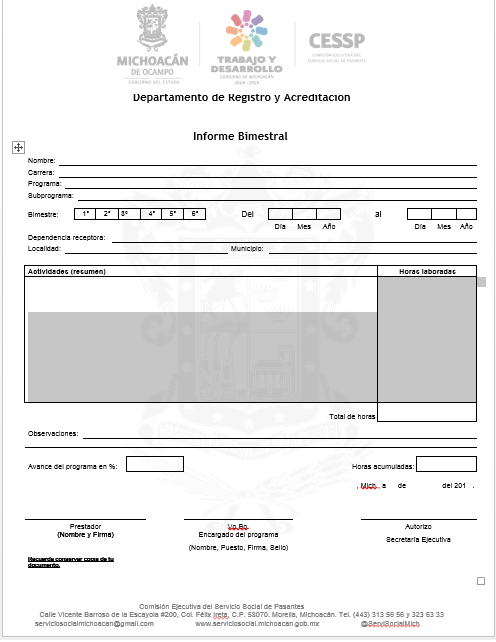 MICHOACÁN
DE OCAMPO
GOBIERNO DEL ESTADO
TRABAJO Y
DESARROLLO
GOBIERNO DE MICHOACÁN
CESSP
COMISIÓN EJECUTIVA DEL
SERVICIO SOCIAL DE PASANTES
Departamento de Registro y Acreditación
Informe Bimestral
Nombre:
Carrera:
Programa:
Subprograma:
Bimestre: 1° 2° 3° 4° 5° 6° Del al
Día Mes Año Día Mes Año
Dependencia receptora:
Localidad: Municipio:
Actividades (resumen) Horas laboradas
Total de horas
Observaciones:
Avance del programa en %: Horas acumuladas:
, Mich., a de del 201 .
Prestador Vo.Bo. Autorizo
(Nombre y Firma) Encargado del programa Secretaría Ejecutiva
(Nombre, Puesto, Firma, Sello)
Recuerde conservar copia de tu
documento.
Comisión Ejecutiva del Servicio Social de Pasantes
Calle Vicente Barroso de la Escayola #200, Col. Félix Ireta, C.P. 58070. Morelia, Michoacán. Tel. (443) 313 56 56 y 323 63 33
serviciosocialmichoacan@gmail.com www.serviciosocial.michoacan.gob.mx @ServiSocialMich